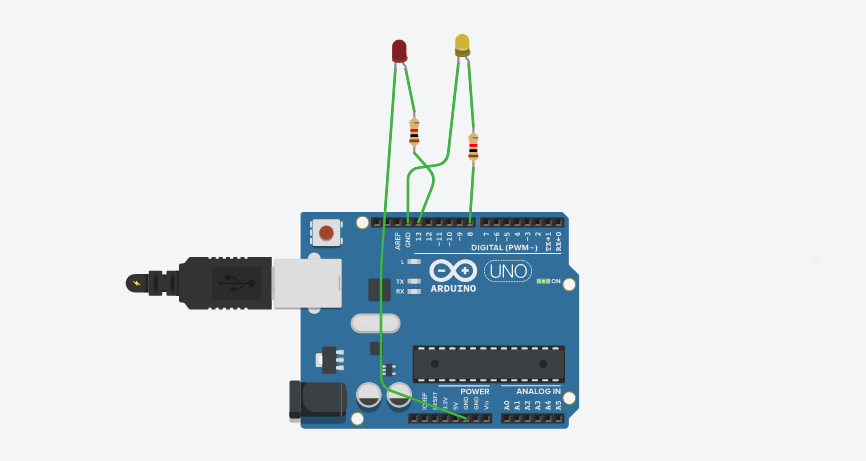 AREF
GND
13
12
~11
~10
~9
8
7
~6
~5
4
~3
2
TX→1
RX←0
DIGITAL (PWM~)
L
TX
RX
ARDUINO
UNO
ON
POWER
ANALOG IN
IOREF
RESET
3.3V
5V
GND
GND
Vin
A0
A1
A2
A3
A4
A5